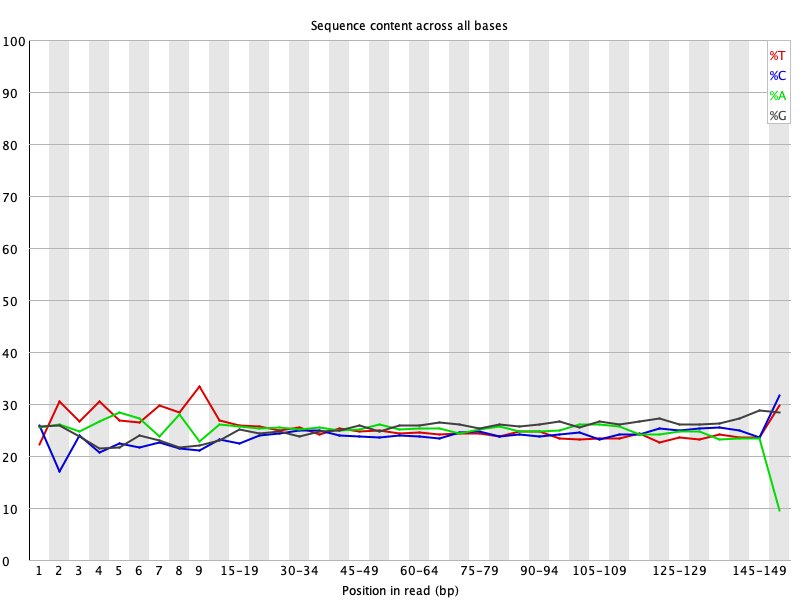 Sequence content across all bases
100
90
80
70
60
50
40
30
20
10
0
%T
%C
%A
%G
1 2 3 4 5 6 7 8 9 15-19 30-34 45-49 60-64 75-79 90-94 105-109 125-129 145-149
Position in read (bp)